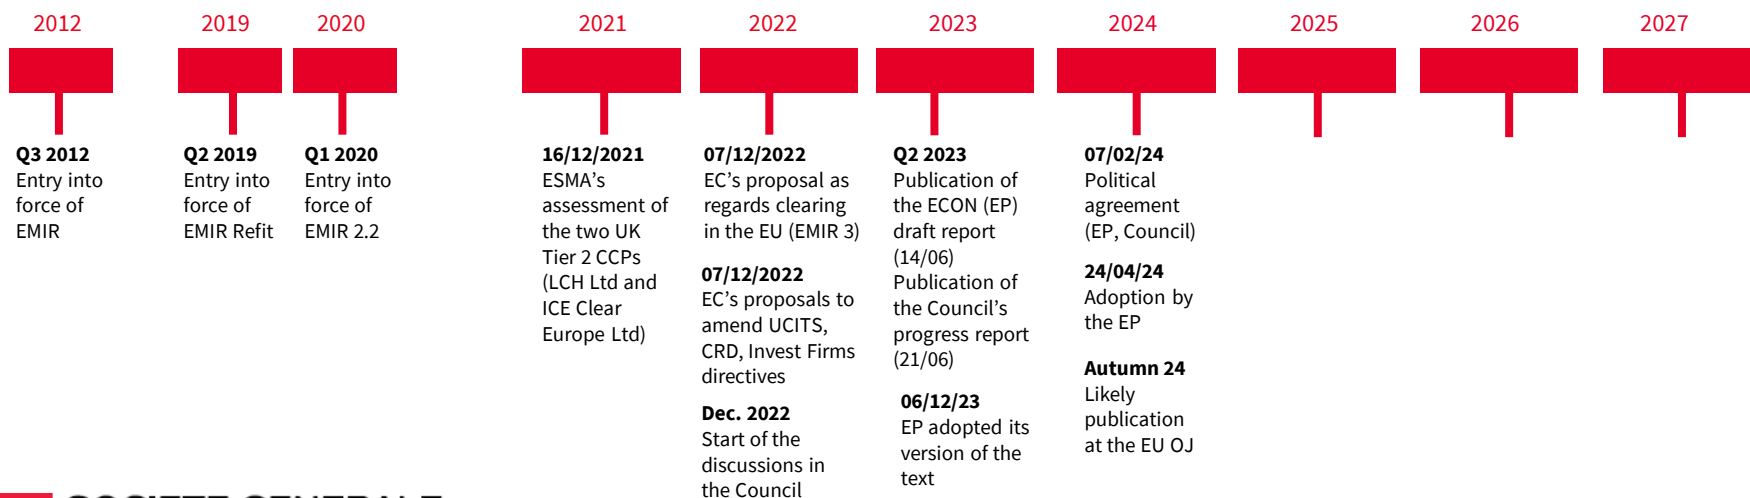 2012
2019
2020
2021
2022
2023
2024
2025
2026
2027
Q3 2012
Entry into
force of
EMIR
Q2 2019
Entry into
force of
EMIR Refit
Q1 2020
Entry into
force of
EMIR 2.2
16/12/2021
ESMA’s
assessment of
the two UK
Tier 2 CCPs
(LCH Ltd and
ICE Clear
Europe Ltd)
07/12/2022
EC’s proposal as
regards clearing
in the EU (EMIR 3)
07/12/2022
EC’s proposals to
amend UCITS,
CRD, Invest Firms
directives
Dec. 2022
Start of the
discussions in
the Council
Q2 2023
Publication of
the ECON (EP)
draft report
(14/06)
Publication of
the Council’s
progress report
(21/06)
06/12/23
EP adopted its
version of the
text
07/02/24
Political
agreement
(EP, Council)
24/04/24
Adoption by
the EP
Autumn 24
Likely
publication
at the EU OJ
SOCIETE GENERALE